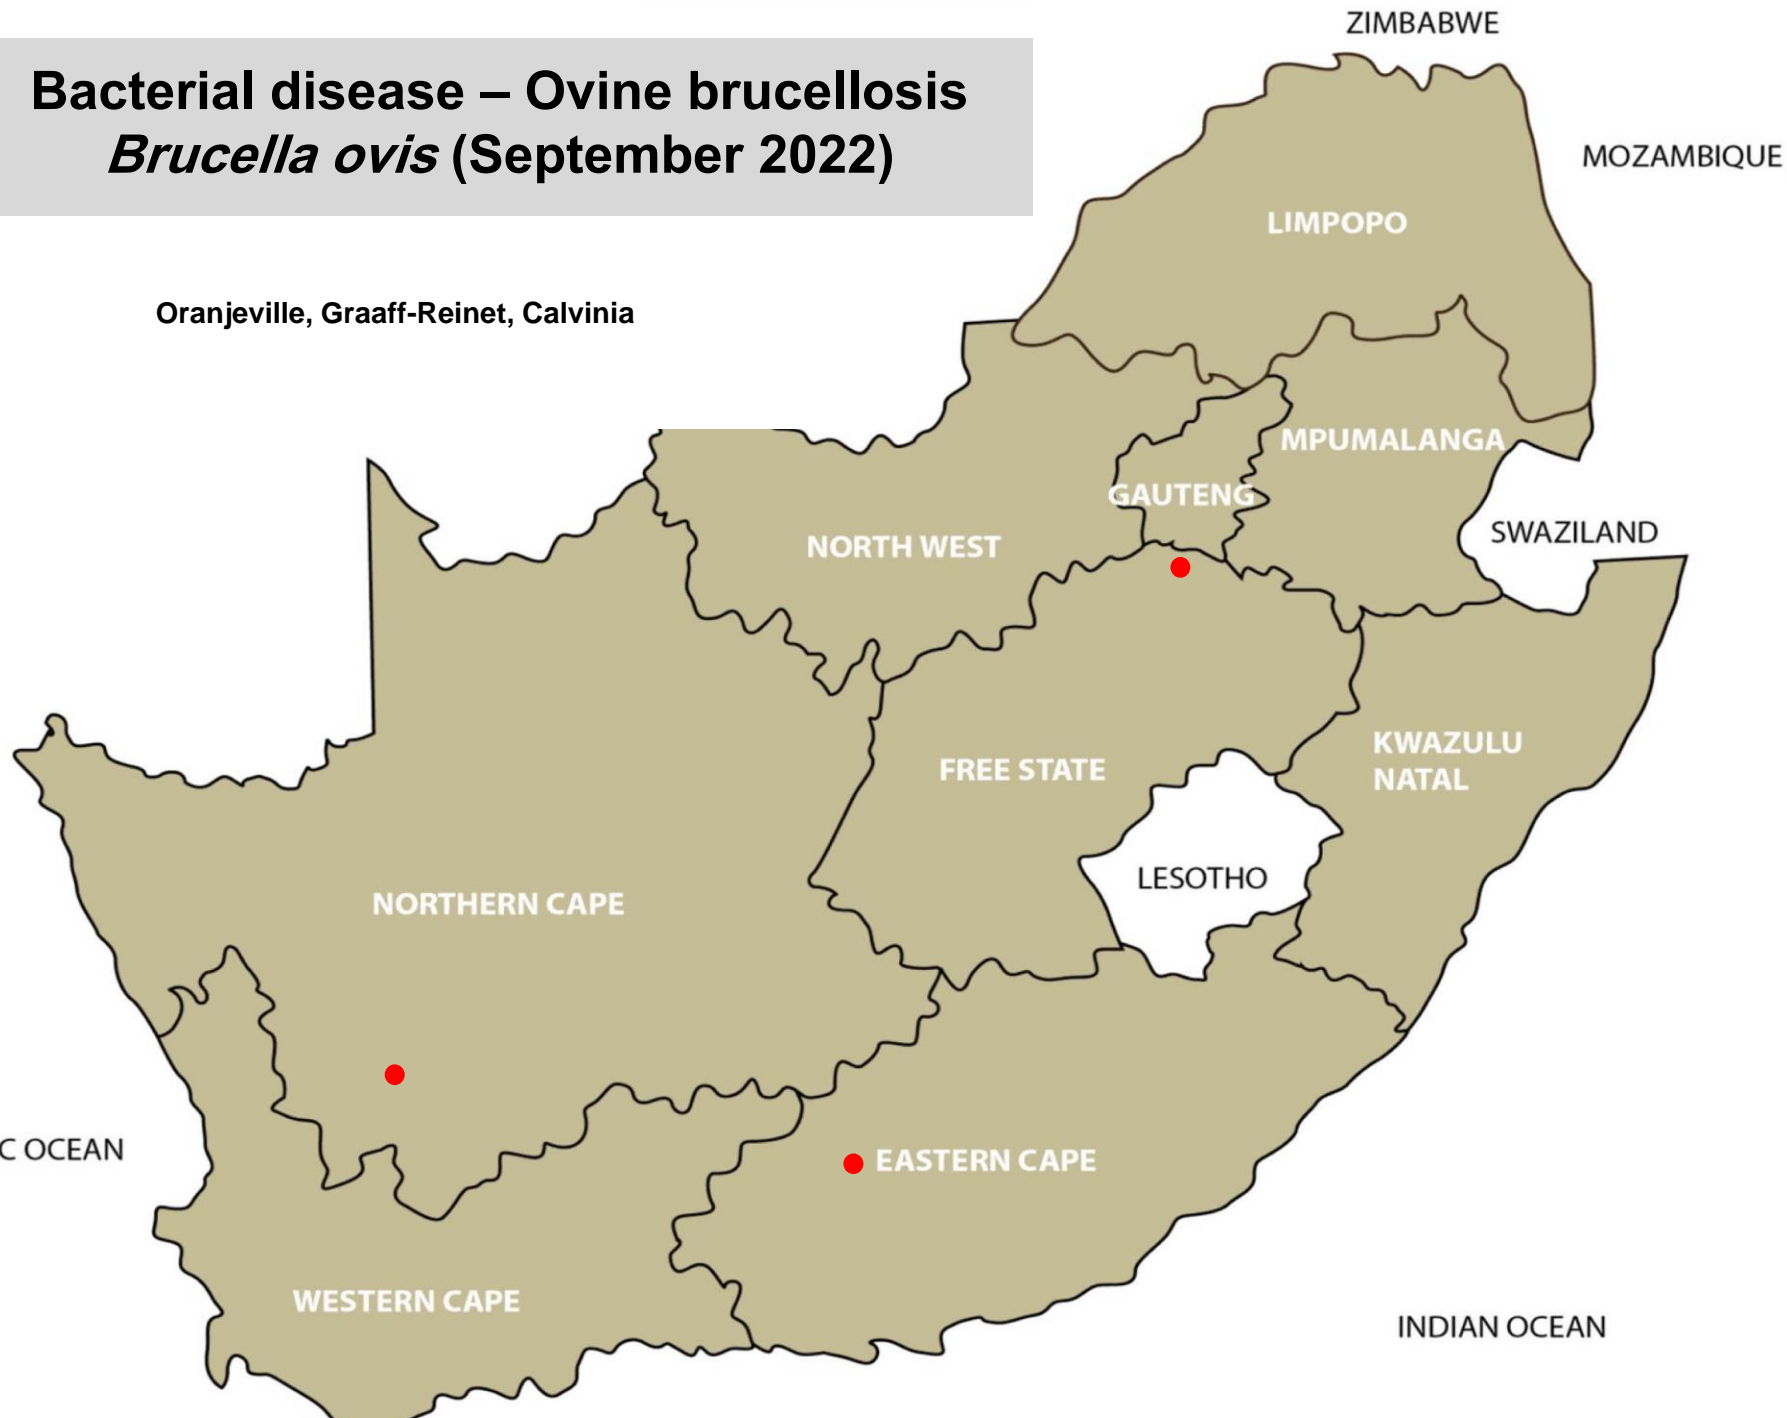 ZIMBABWE
Bacterial disease – Ovine brucellosis
Brucella ovis (September 2022)
MOZAMBIQUE
LIMPOPO
Oranjeville, Graaff-Reinet, Calvinia
MPUMALANGA
GAUTENG
SWAZILAND
NORTH WEST
KWAZULU
NATAL
FREE STATE
LESOTHO
NORTHERN CAPE
C OCEAN
EASTERN CAPE
WESTERN CAPE
INDIAN OCEAN